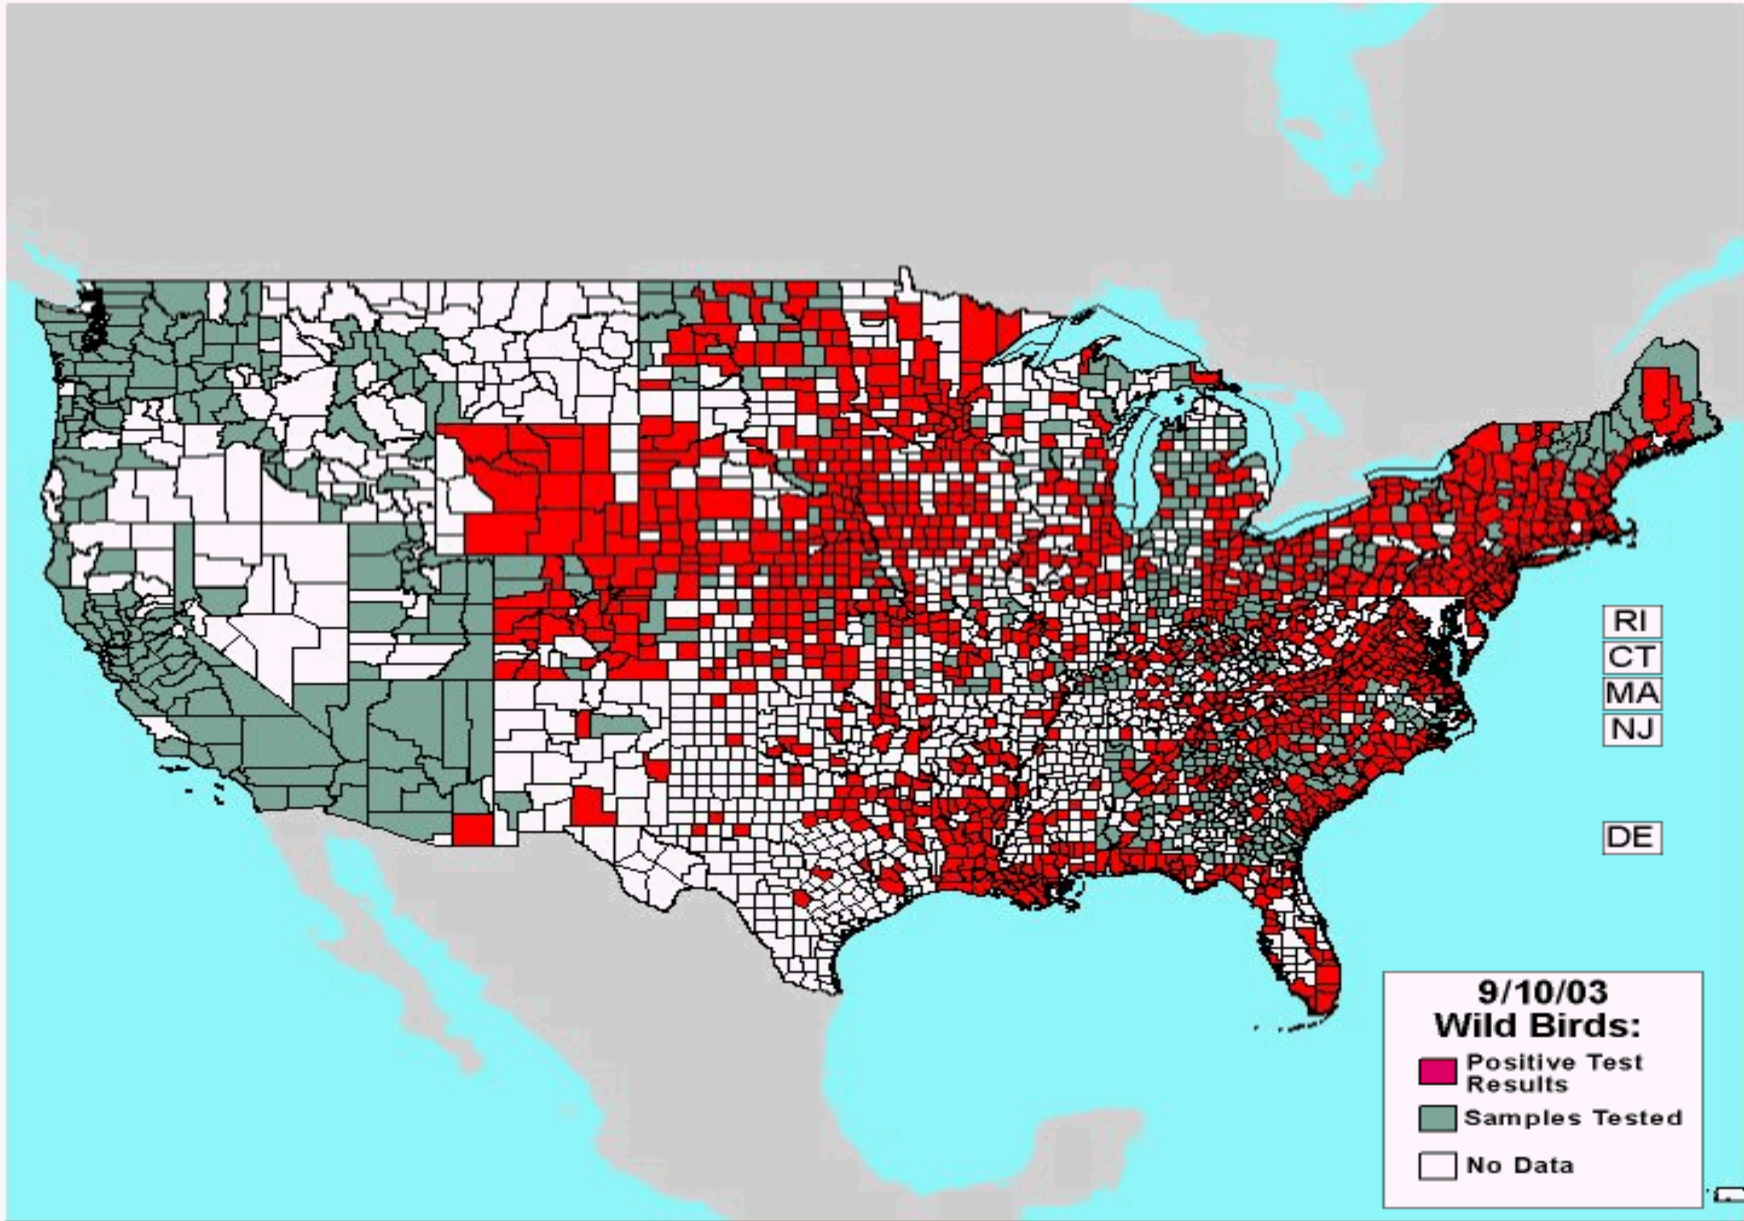 RI
CT
MA
NJ
DE
9/10/03
Wild Birds:
Positive Test
Results
Samples Tested
No Data